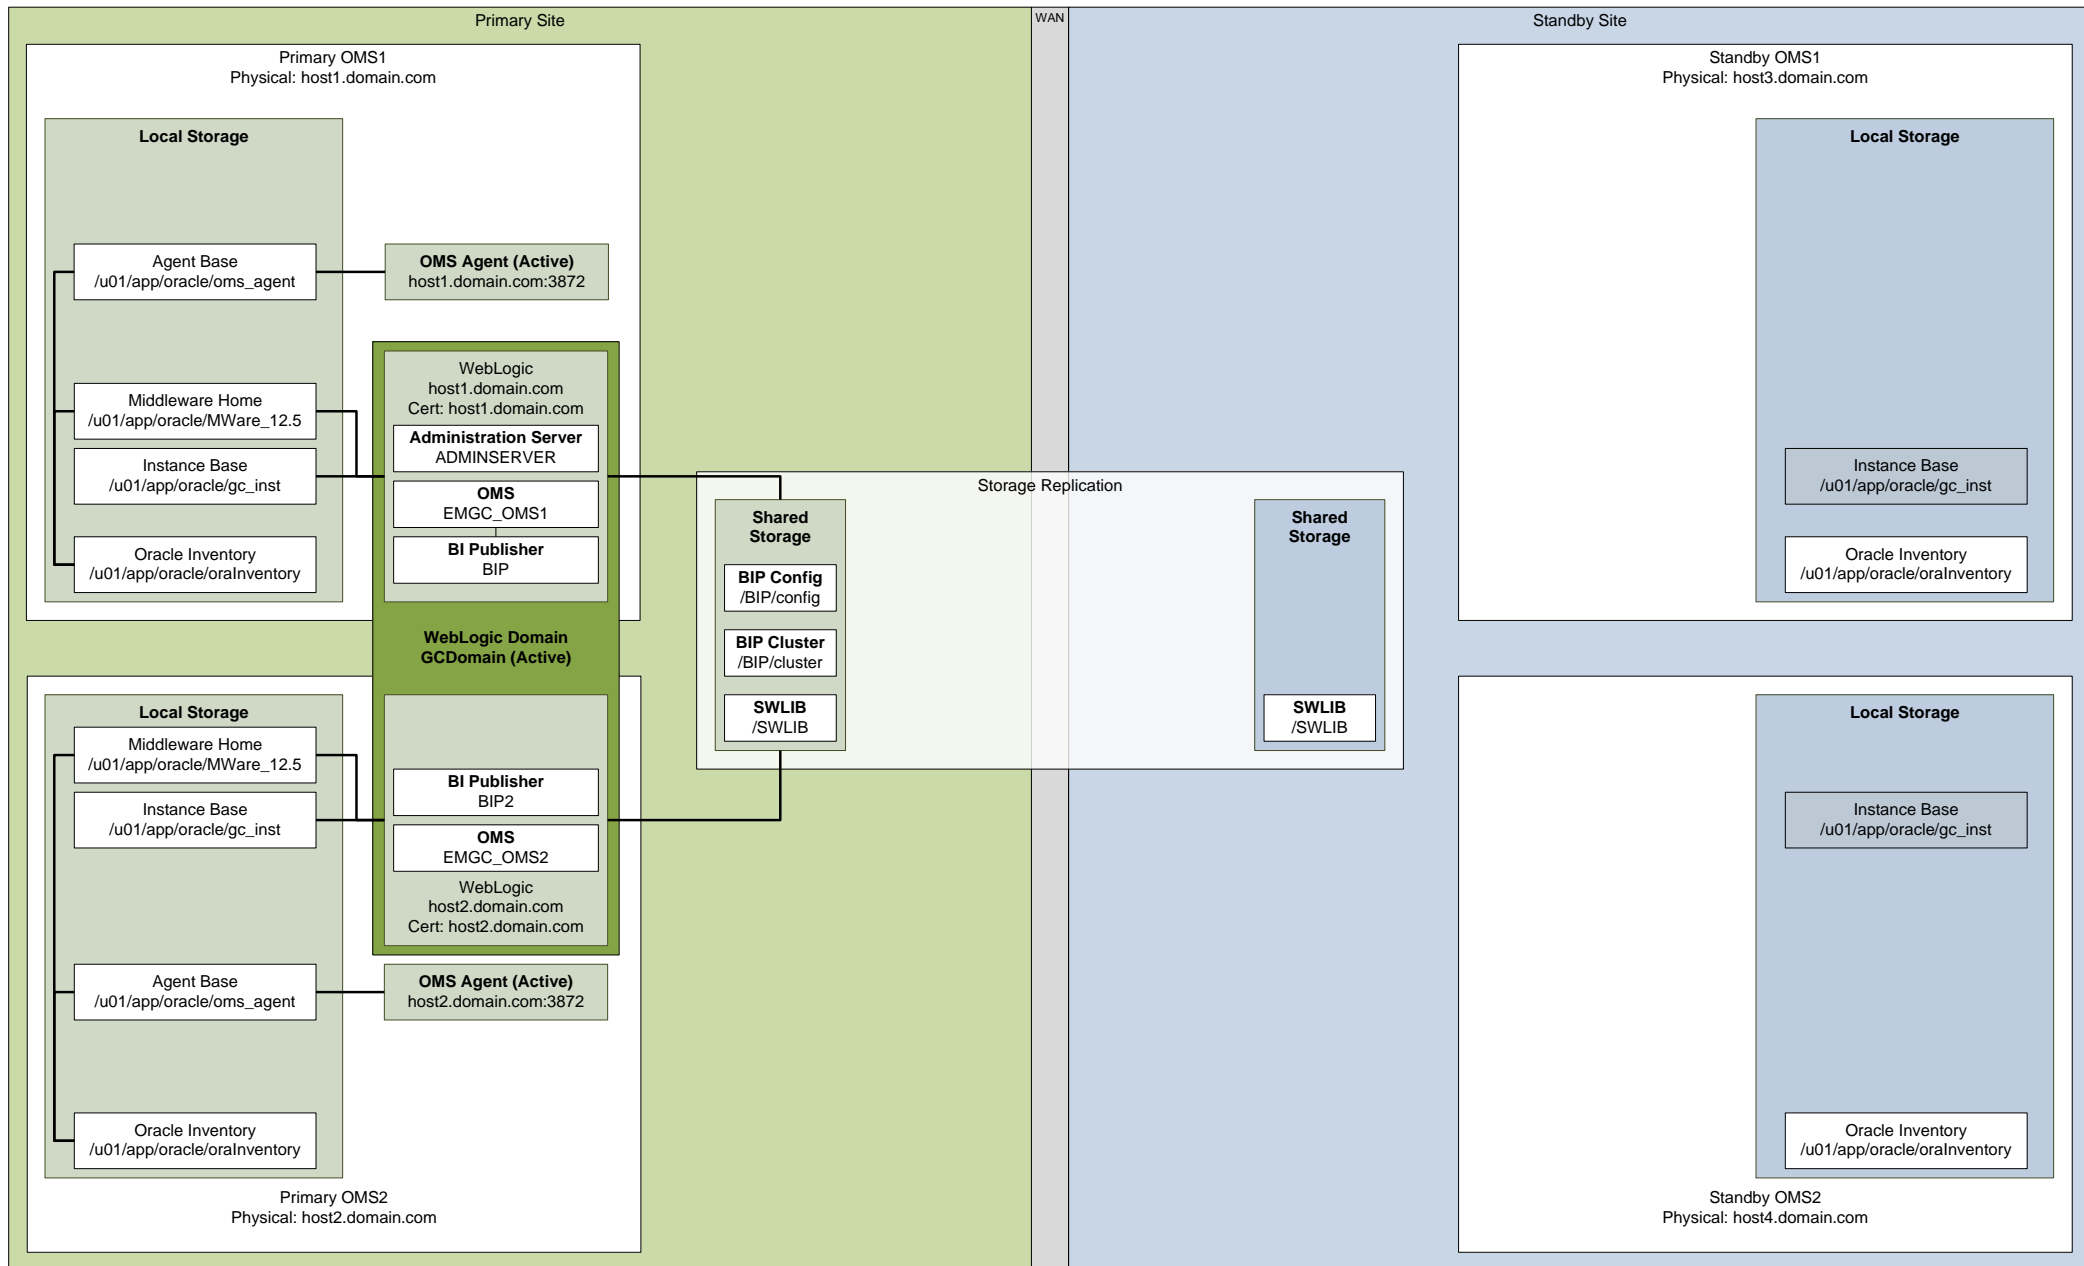 Primary Site
WAN
Standby Site
Primary OMS1
Physical: host1.domain.com
Local Storage
Agent Base
/u01/app/oracle/oms_agent
OMS Agent (Active)
host1.domain.com:3872
Middleware Home
/u01/app/oracle/MWare_12.5
Instance Base
/u01/app/oracle/gc_inst
Oracle Inventory
/u01/app/oracle/oraInventory
WebLogic
host1.domain.com
Cert: host1.domain.com
Administration Server
ADMINSERVER
OMS
EMGC_OMS1
BI Publisher
BIP
WebLogic Domain
GCDomain (Active)
Local Storage
Middleware Home
/u01/app/oracle/MWare_12.5
Instance Base
/u01/app/oracle/gc_inst
BI Publisher
BIP2
OMS
EMGC_OMS2
WebLogic
host2.domain.com
Cert: host2.domain.com
Agent Base
/u01/app/oracle/oms_agent
OMS Agent (Active)
host2.domain.com:3872
Oracle Inventory
/u01/app/oracle/oraInventory
Primary OMS2
Physical: host2.domain.com
Storage Replication
Shared
Storage
BIP Config
/BIP/config
BIP Cluster
/BIP/cluster
SWLIB
/SWLIB
Shared
Storage
SWLIB
/SWLIB
Standby OMS1
Physical: host3.domain.com
Local Storage
Instance Base
/u01/app/oracle/gc_inst
Oracle Inventory
/u01/app/oracle/oraInventory
Local Storage
Instance Base
/u01/app/oracle/gc_inst
Oracle Inventory
/u01/app/oracle/oraInventory
Standby OMS2
Physical: host4.domain.com